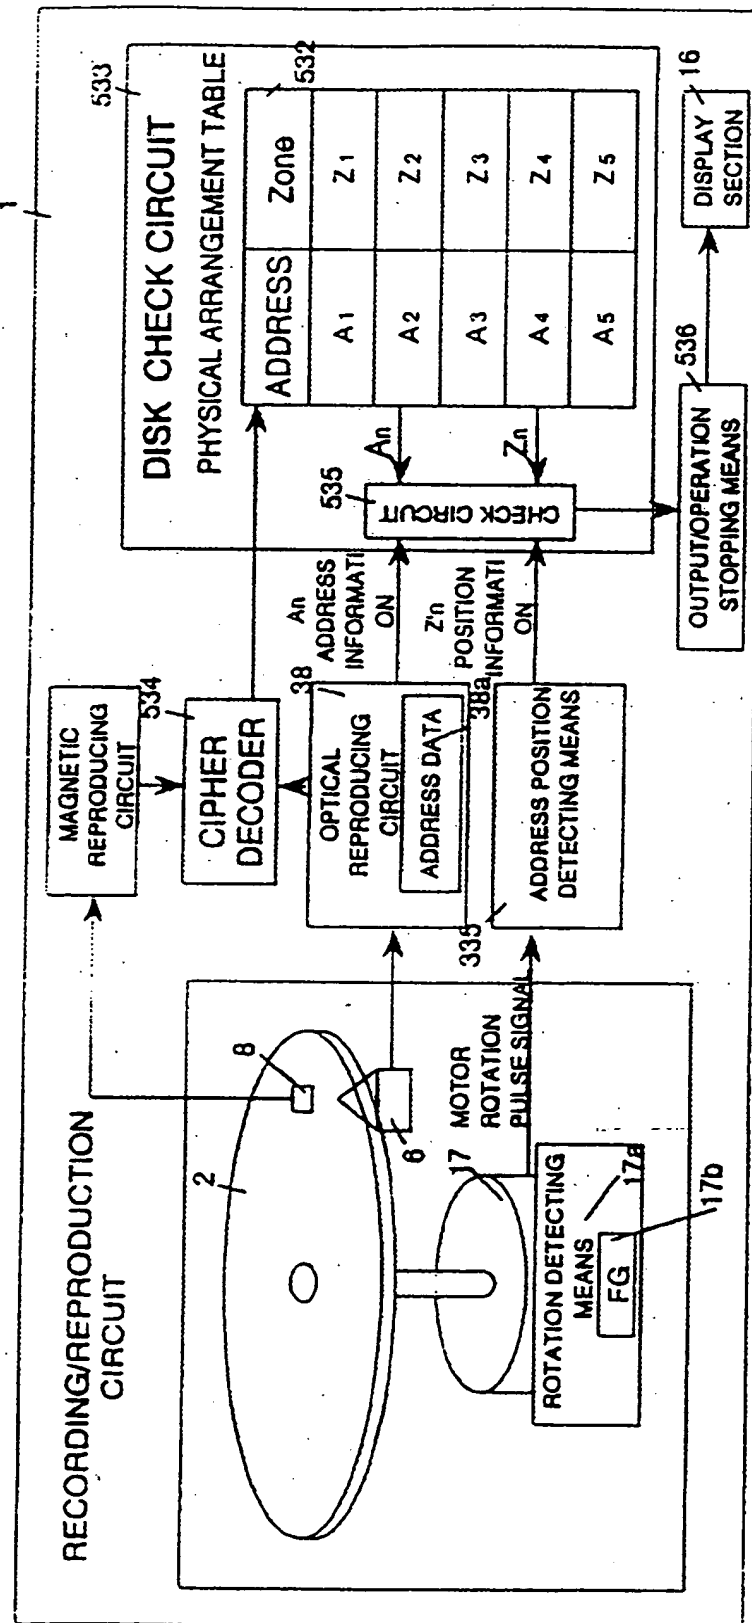 1
RECORDING/REPRODUCTION
CIRCUIT
2
8
6
17
MOTOR
ROTATION
PULSE SIGNAL
ROTATION DETECTING
MEANS
17a
FG
17b
MAGNETIC
REPRODUCING
CIRCUIT
534
CIPHER
DECODER
38
OPTICAL
REPRODUCING
CIRCUIT
ADDRESS DATA
38a
335
ADDRESS POSITION
DETECTING MEANS
An
ADDRESS
INFORMATI
ON
Z'n
POSITION
INFORMATI
ON
533
DISK CHECK CIRCUIT
PHYSICAL ARRANGEMENT TABLE
532
ADDRESS Zone
A1 Z1
A2 Z2
A3 Z3
A4 Z4
A5 Z5
An
Zn
535
CHECK CIRCUIT
536
OUTPUT/OPERATION
STOPPING MEANS
16
DISPLAY
SECTION